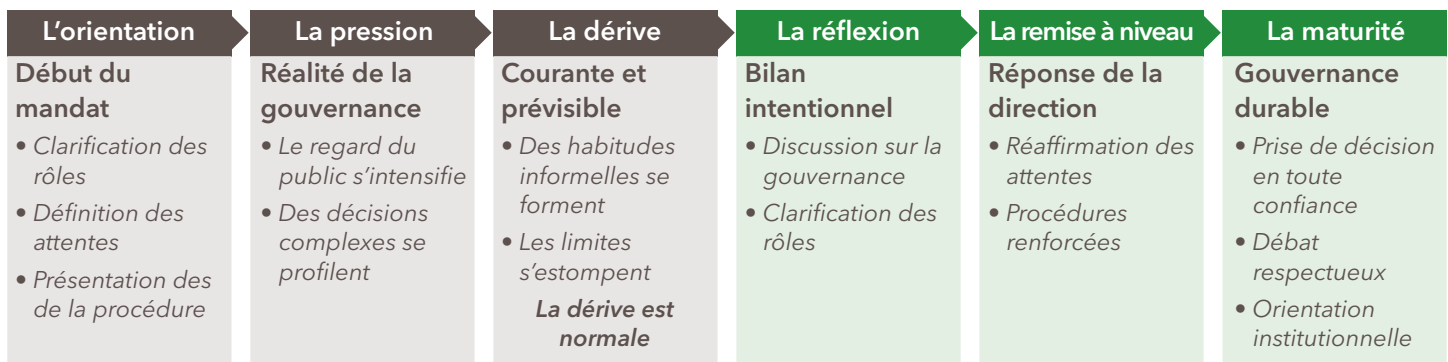 L'orientation
Début du
mandat
• Clarification des
rôles
• Définition des
attentes
• Présentation des
de la procédure
La pression
Réalité de la
gouvernance
• Le regard du
public s'intensifie
• Des décisions
complexes se
profilent
La dérive
Courante et
prévisible
• Des habitudes
informelles se
forment
• Les limites
s'estompent
La dérive est
normale
La réflexion
Bilan
intentionnel
• Discussion sur la
gouvernance
• Clarification des
rôles
La remise à niveau
Réponse de la
direction
• Réaffirmation des
attentes
• Procédures
renforcées
La maturité
Gouvernance
durable
• Prise de décision
en toute
confiance
• Débat
respectueux
• Orientation
institutionnelle